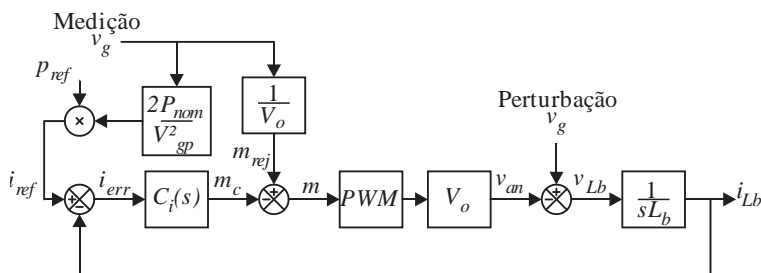 Medição
v_g
p_ref
×
2P_nom
V²_gp
1
V_o
m_rej
Perturbação
v_g
i_ref
+
−
i_err
C_i(s)
m_c
−
+
m
PWM
V_o
v_an
−
+
v_Lb
1
sL_b
i_Lb